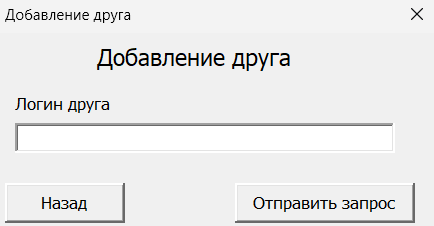 Добавление друга
Добавление друга
Логин друга
Назад
Отправить запрос